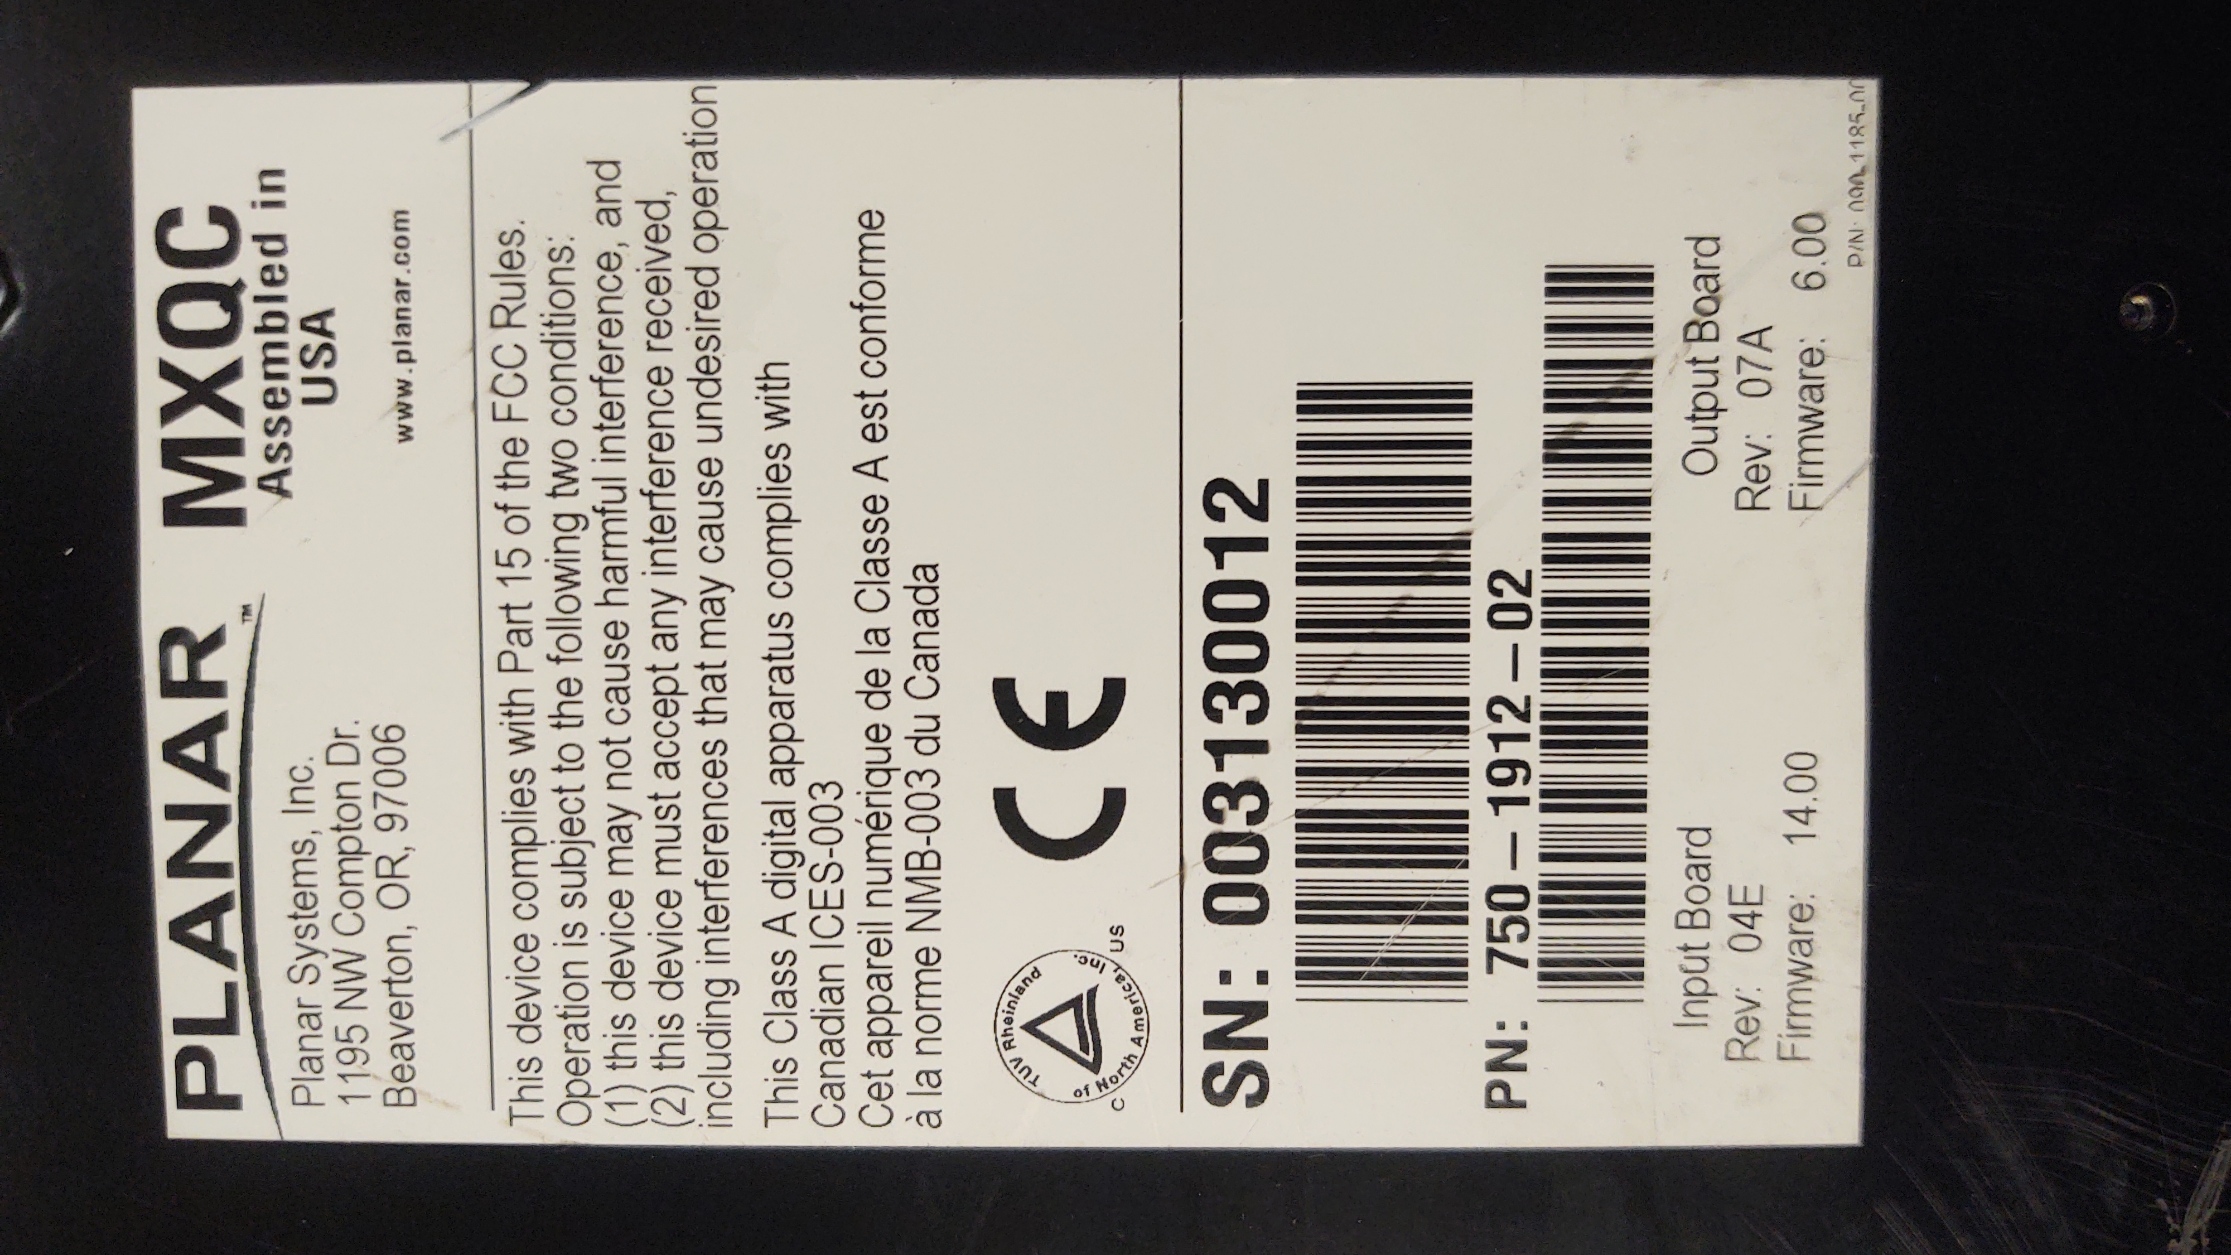 PLANAR™ MXQC
Planar Systems, Inc.
1195 NW Compton Dr.
Beaverton, OR, 97006
Assembled in
USA
www.planar.com
This device complies with Part 15 of the FCC Rules.
Operation is subject to the following two conditions:
(1) this device may not cause harmful interference, and
(2) this device must accept any interference received,
including interferences that may cause undesired operation
This Class A digital apparatus complies with
Canadian ICES-003
Cet appareil numérique de la Classe A est conforme
à la norme NMB-003 du Canada
TUV Rheinland
of North America, Inc.
C US
CE
SN: 003130012
PN: 750-1912-02
Input Board
Rev: 04E
Firmware: 14.00
Output Board
Rev: 07A
Firmware: 6.00
P/N: